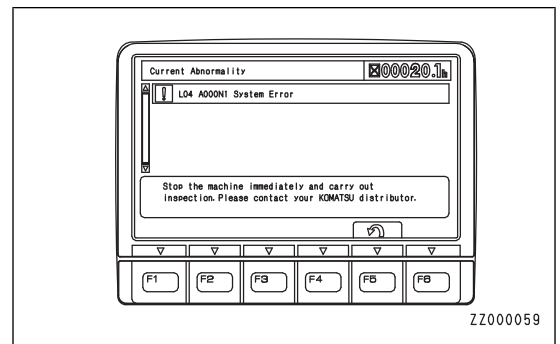 Current Abnormality 00020.1h
L04 A000N1 System Error
Stop the machine immediately and carry out
inspection. Please contact your KOMATSU distributor.
F1 F2 F3 F4 F5 F6
ZZ000059